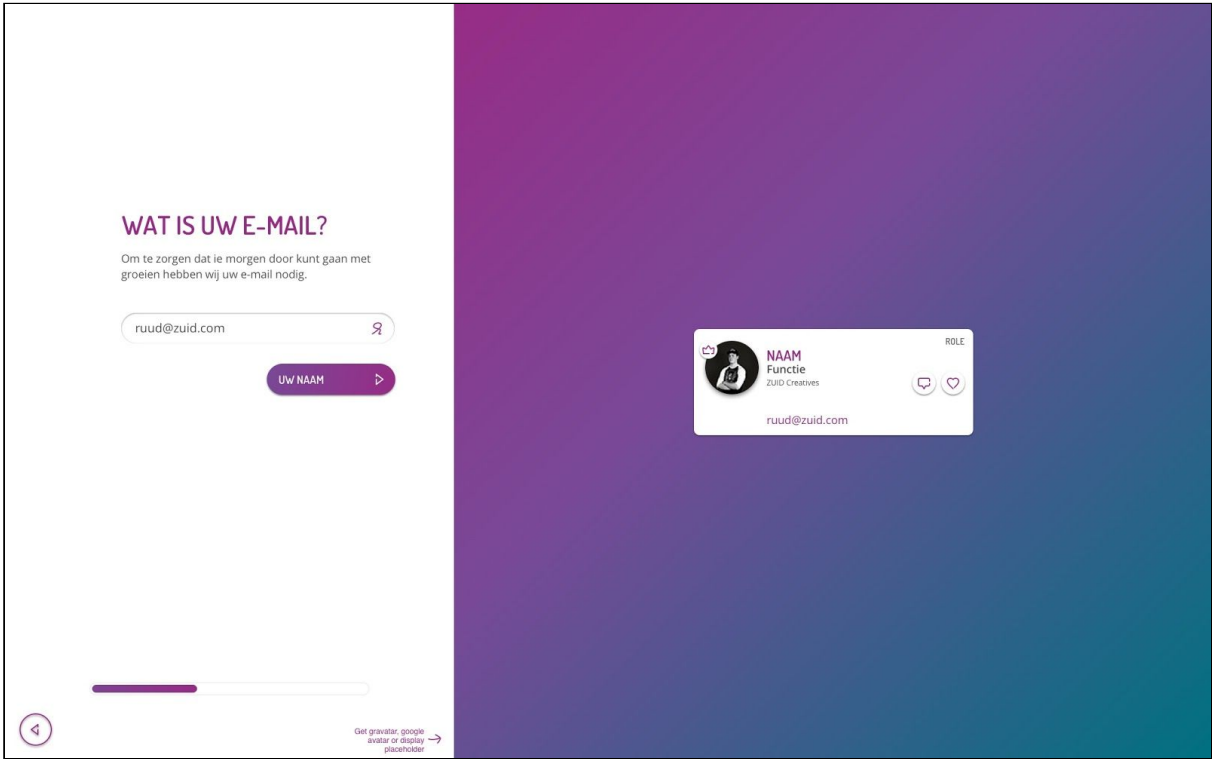 WAT IS UW E-MAIL?
Om te zorgen dat ie morgen door kunt gaan met
groeien hebben wij uw e-mail nodig.
ruud@zuid.com
UW NAAM
Get gravatar, google
avatar or display
placeholder
ROLE
NAAM
Functie
ZUID Creatives
ruud@zuid.com